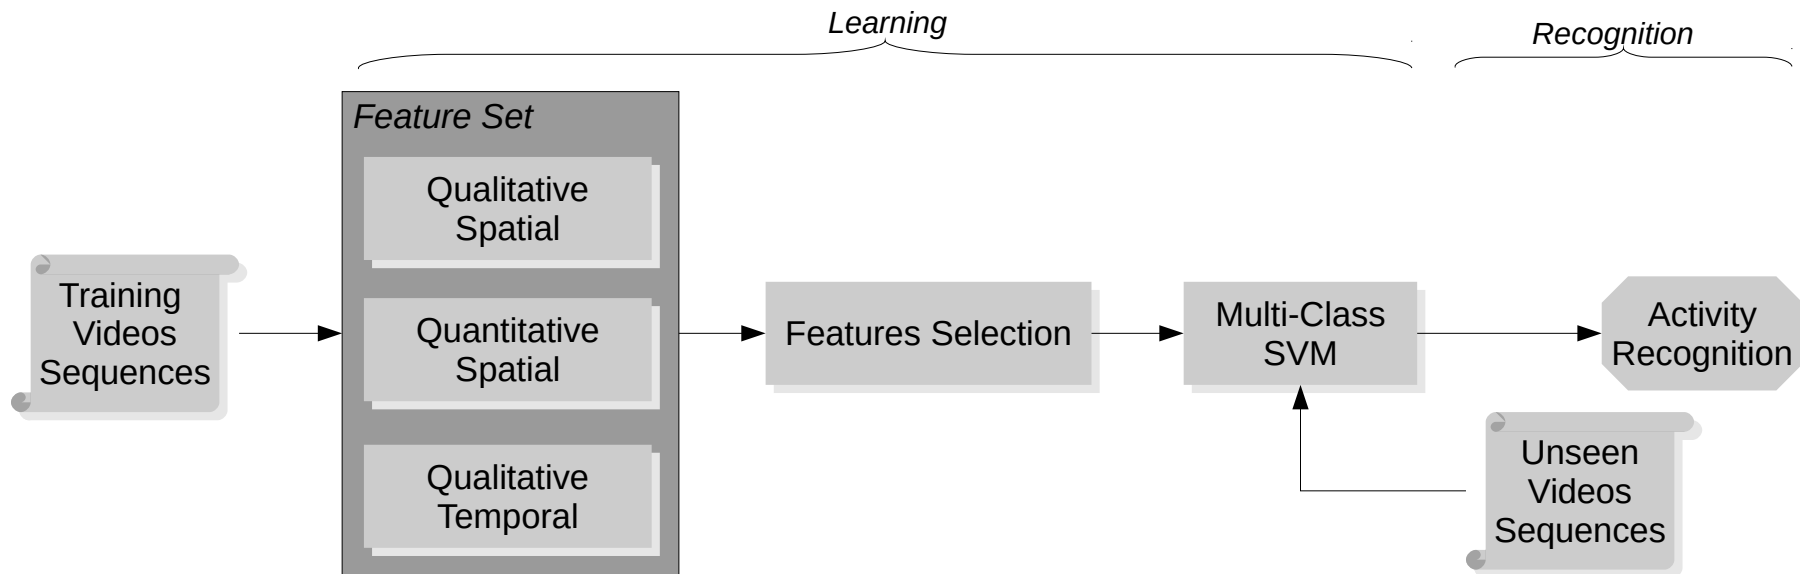 Learning
Recognition
Feature Set
Qualitative
Spatial
Training
Videos
Sequences
Quantitative
Spatial
Features Selection
Multi-Class
SVM
Activity
Recognition
Qualitative
Temporal
Unseen
Videos
Sequences